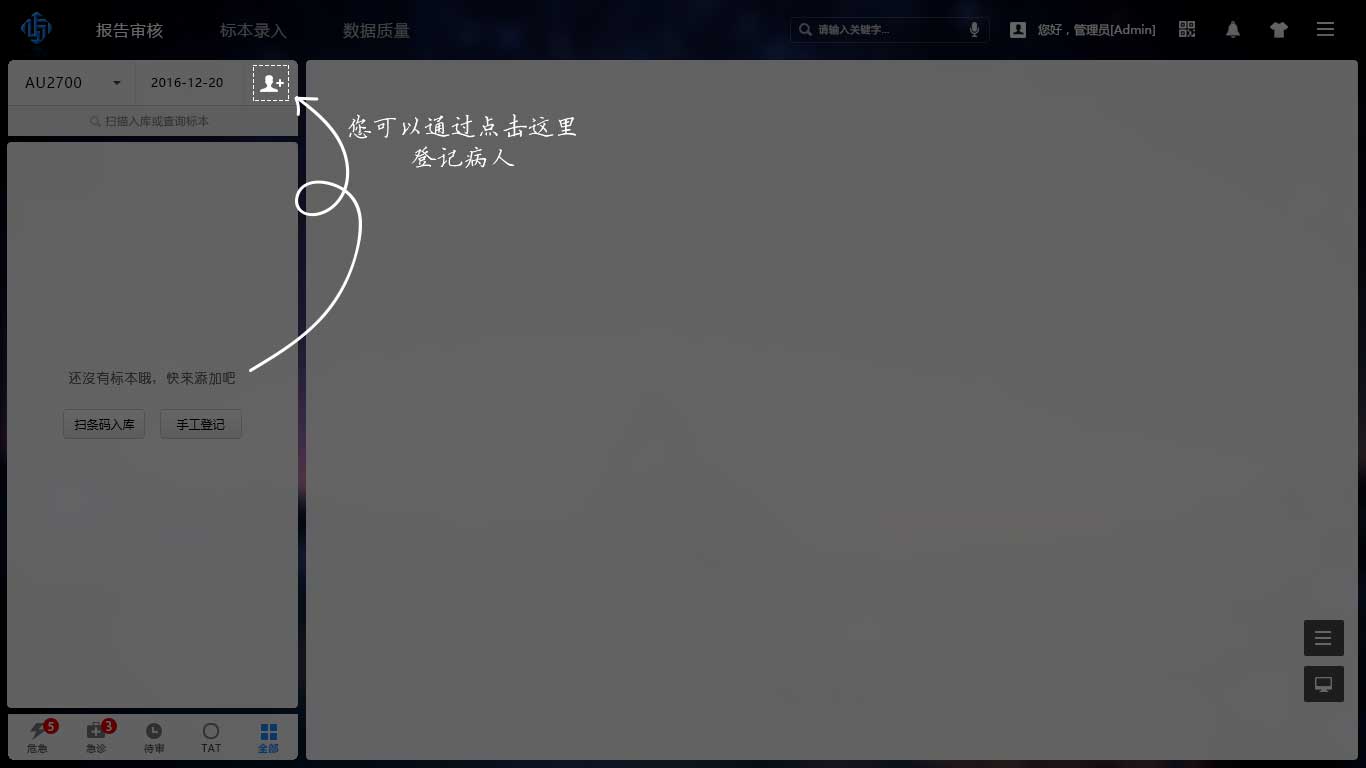 报告审核
标本录入
数据质量
请输入关键字...
您好，管理员[Admin]
AU2700
2016-12-20
扫描入库或查询标本
您可以通过点击这里
登记病人
还沒有标本哦，快来添加吧
扫条码入库
手工登记
5
3
危急
急诊
待审
TAT
全部